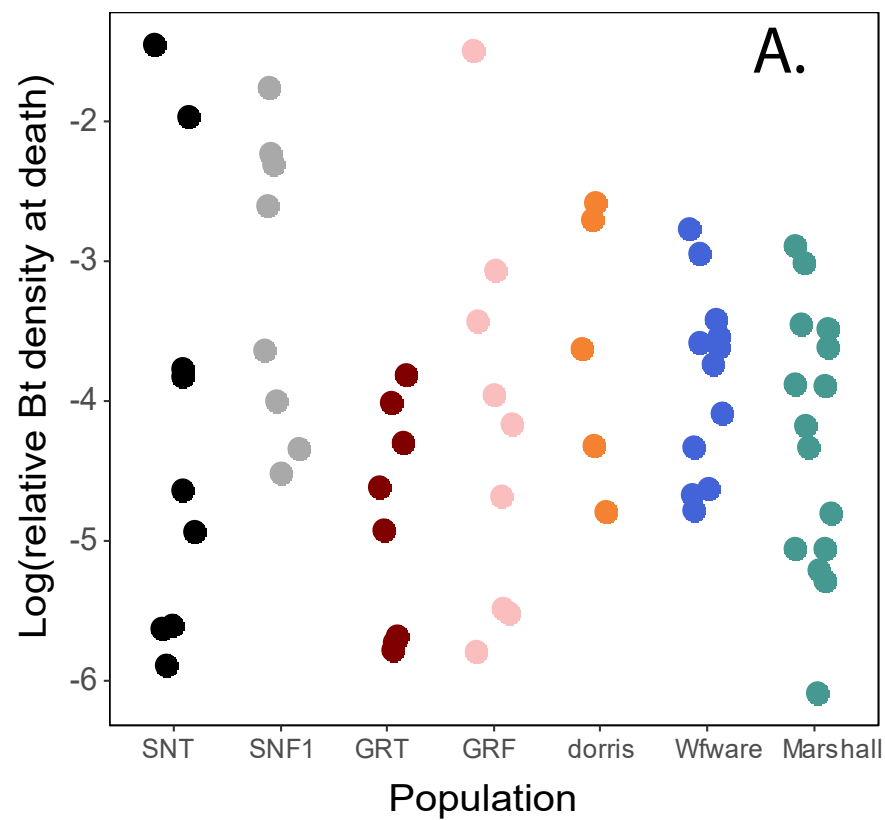 A.
Log(relative Bt density at death)
-2
-3
-4
-5
-6
SNT SNF1 GRT GRF dorris Wfware Marshall
Population